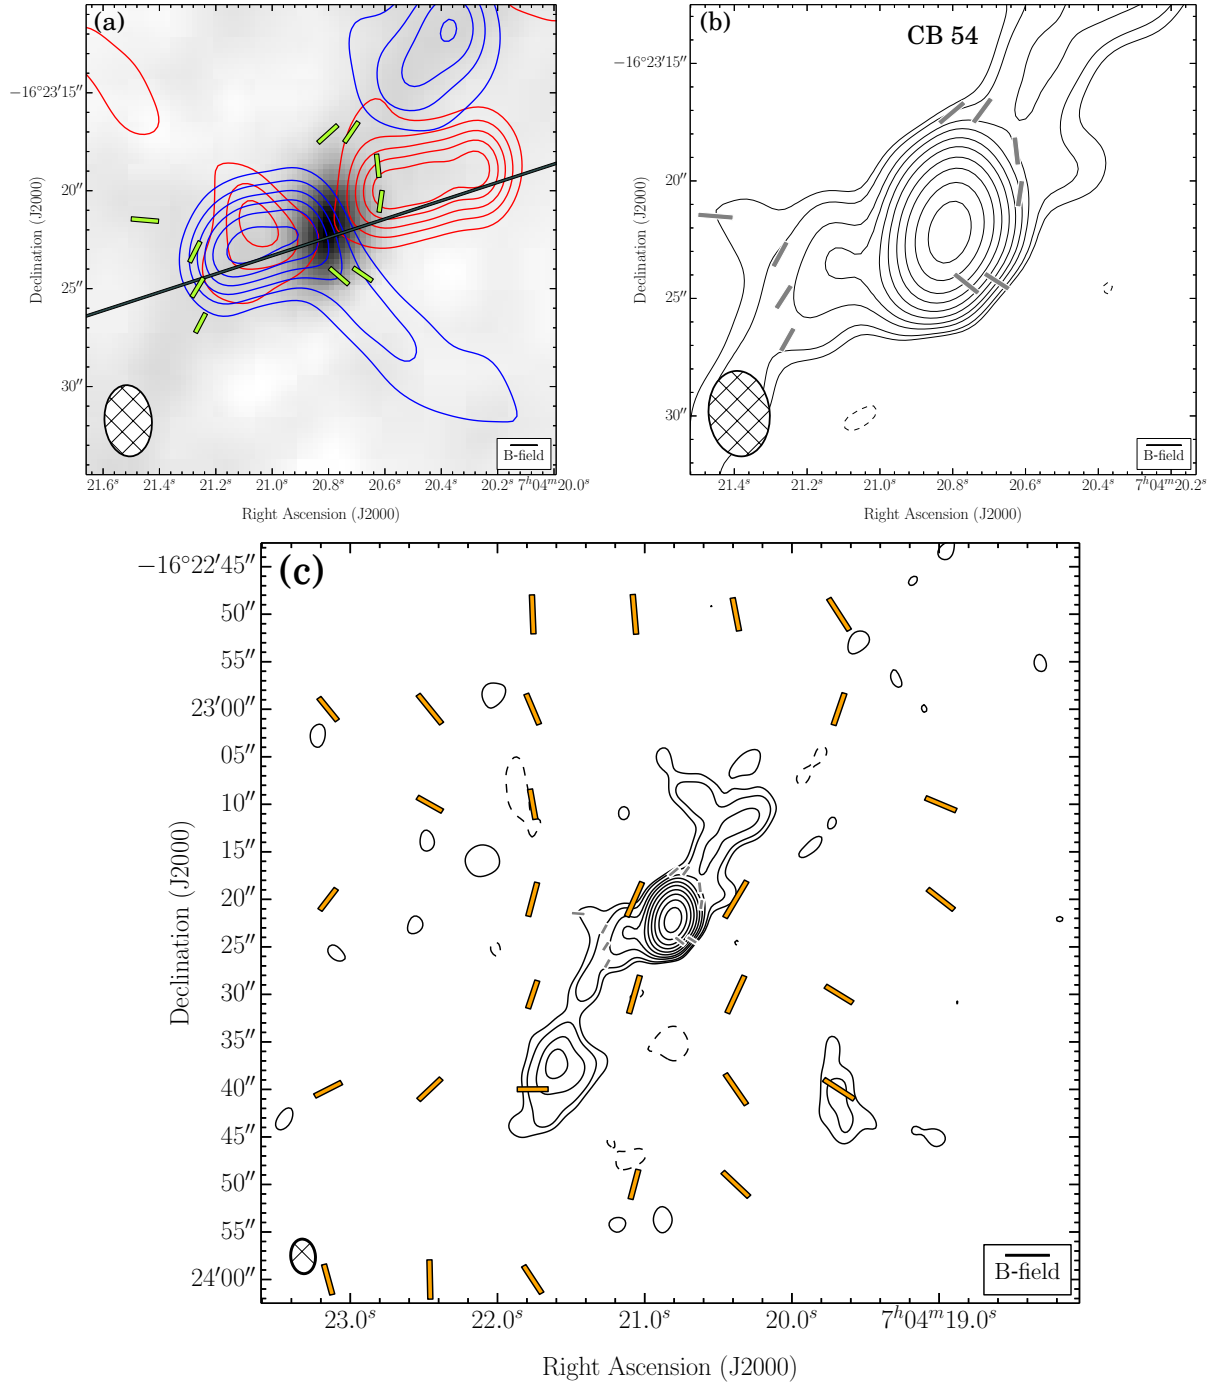 (a)
−16°23′15″
20″
25″
30″
Declination (J2000)
B-field
21.6ˢ 21.4ˢ 21.2ˢ 21.0ˢ 20.8ˢ 20.6ˢ 20.4ˢ 20.2ˢ 7ʰ04ᵐ20.0ˢ
Right Ascension (J2000)
(b)
CB 54
−16°23′15″
20″
25″
30″
Declination (J2000)
B-field
21.4ˢ 21.2ˢ 21.0ˢ 20.8ˢ 20.6ˢ 20.4ˢ 7ʰ04ᵐ20.2ˢ
Right Ascension (J2000)
(c)
−16°22′45″
50″
55″
23′00″
05″
10″
15″
20″
25″
30″
35″
40″
45″
50″
55″
24′00″
Declination (J2000)
B-field
23.0ˢ 22.0ˢ 21.0ˢ 20.0ˢ 7ʰ04ᵐ19.0ˢ
Right Ascension (J2000)